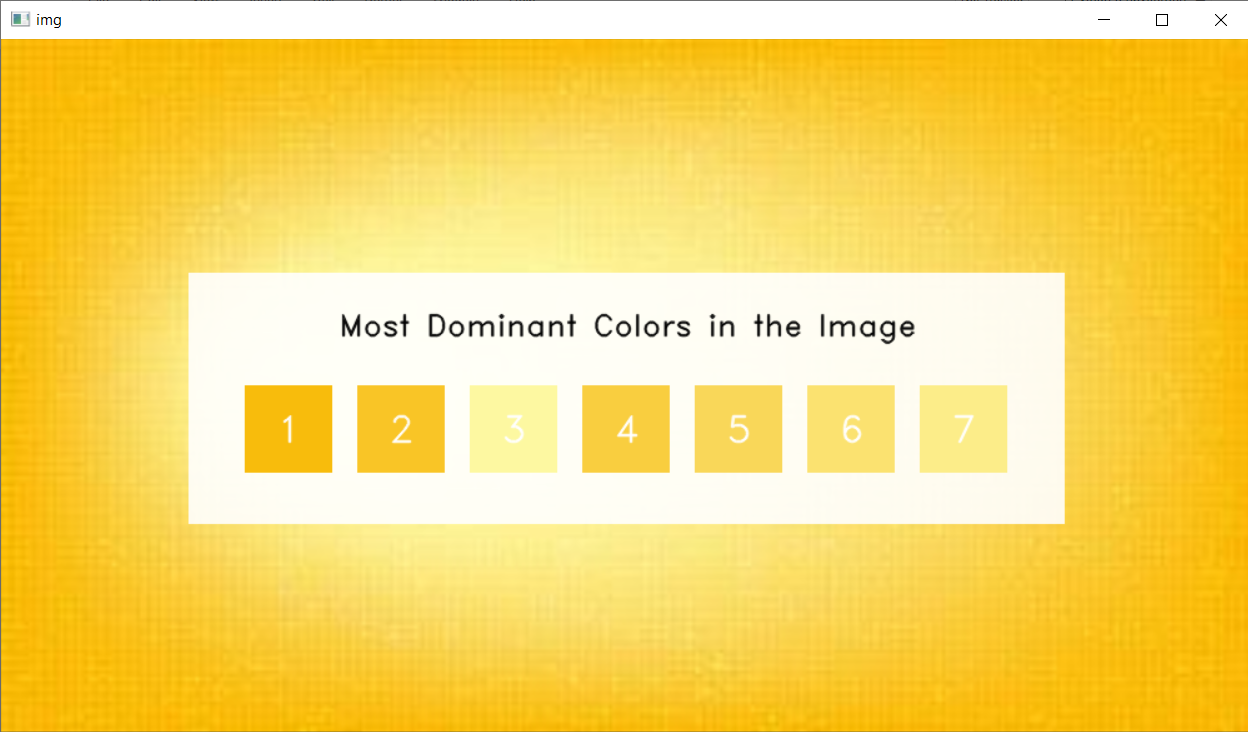 img
Most Dominant Colors in the Image
1 2 3 4 5 6 7